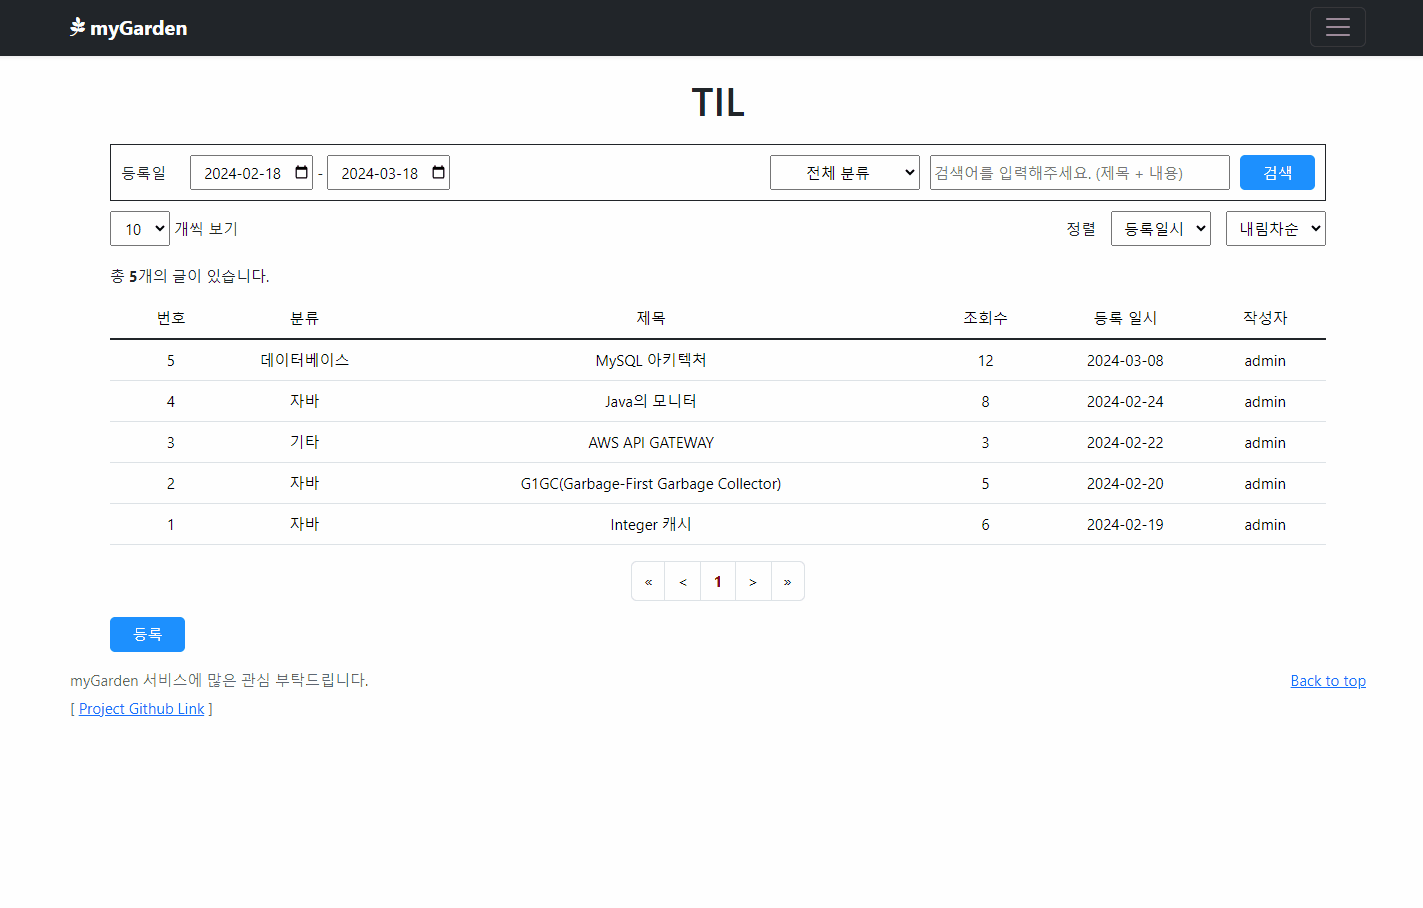 myGarden
TIL
등록일 2024-02-18 - 2024-03-18 전체 분류 검색어를 입력해주세요. (제목 + 내용) 검색
10 개씩 보기 정렬 등록일시 내림차순
총 5개의 글이 있습니다.
번호 분류 제목 조회수 등록 일시 작성자
5 데이터베이스 MySQL 아키텍처 12 2024-03-08 admin
4 자바 Java의 모니터 8 2024-02-24 admin
3 기타 AWS API GATEWAY 3 2024-02-22 admin
2 자바 G1GC(Garbage-First Garbage Collector) 5 2024-02-20 admin
1 자바 Integer 캐시 6 2024-02-19 admin
« < 1 > »
등록
myGarden 서비스에 많은 관심 부탁드립니다. Back to top
[ Project Github Link ]